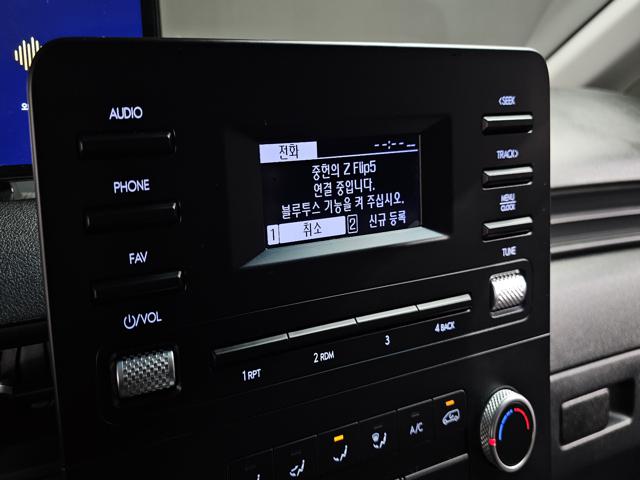 AUDIO
PHONE
FAV
⏻/VOL
전화
--:--
중헌의 Z Flip5
연결 중입니다.
블루투스 기능을 켜 주십시오.
1 취소 2 신규 등록
<SEEK
TRACK>
MENU
CLOCK
TUNE
1 RPT
2 RDM
3
4 BACK
A/C